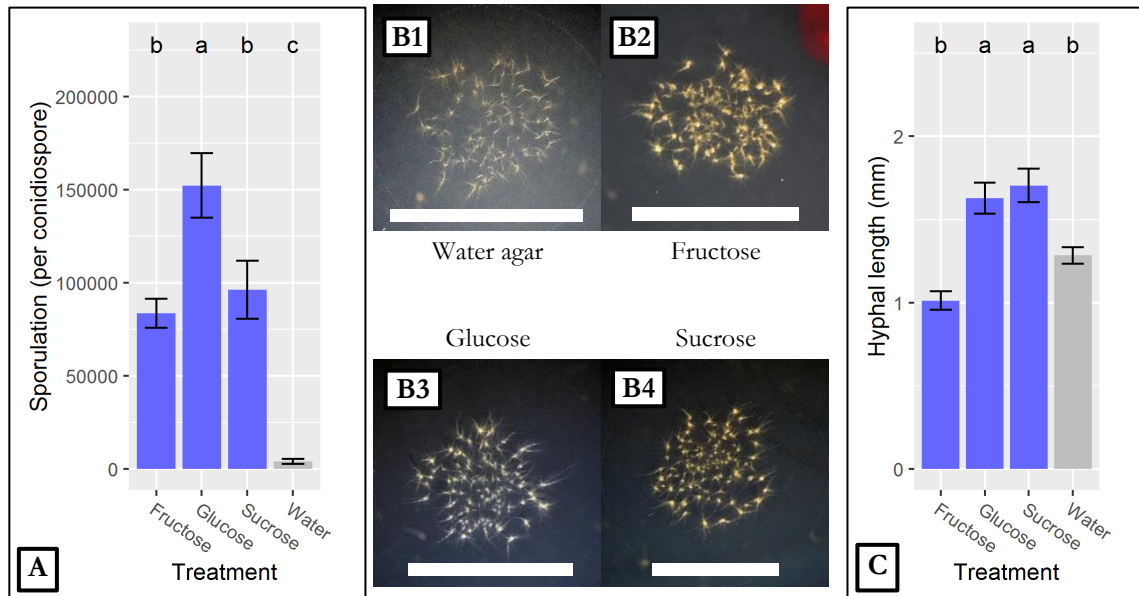 b a b c
Sporulation (per conidiospore)
200000
150000
100000
50000
0
Fructose
Glucose
Sucrose
Water
Treatment
A
B1
B2
Water agar
Fructose
Glucose
Sucrose
B3
B4
b a a b
Hyphal length (mm)
2
1
0
Fructose
Glucose
Sucrose
Water
Treatment
C